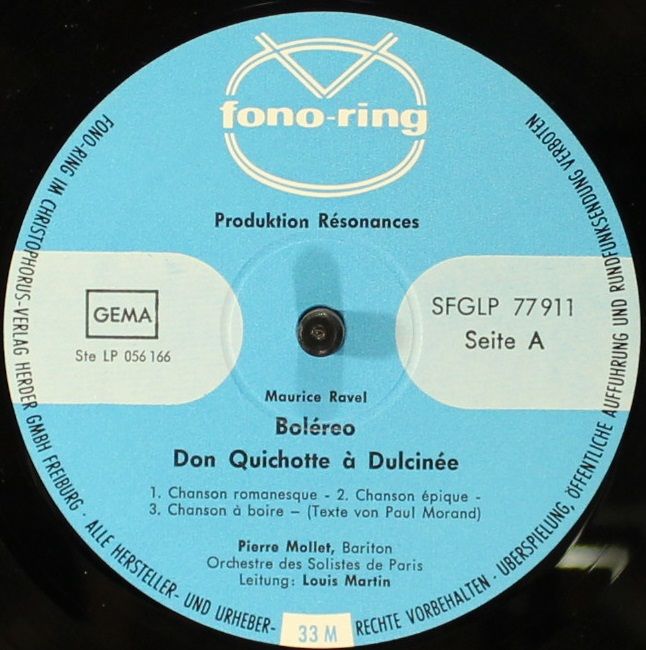 fono-ring
Produktion Résonances
GEMA
Ste LP 056 166
SFGLP 77911
Seite A
Maurice Ravel
Boléreo
Don Quichotte à Dulcinée
1. Chanson romanesque - 2. Chanson épique -
3. Chanson à boire – (Texte von Paul Morand)
Pierre Mollet, Bariton
Orchestre des Solistes de Paris
Leitung: Louis Martin
33 M
FONO-RING IM CHRISTOPHORUS-VERLAG HERDER GMBH FREIBURG · ALLE HERSTELLER- UND URHEBER- RECHTE VORBEHALTEN · UBERSPIELUNG, ÖFFENTLICHE AUFFÜHRUNG UND RUNDFUNKSENDUNG VERBOTEN